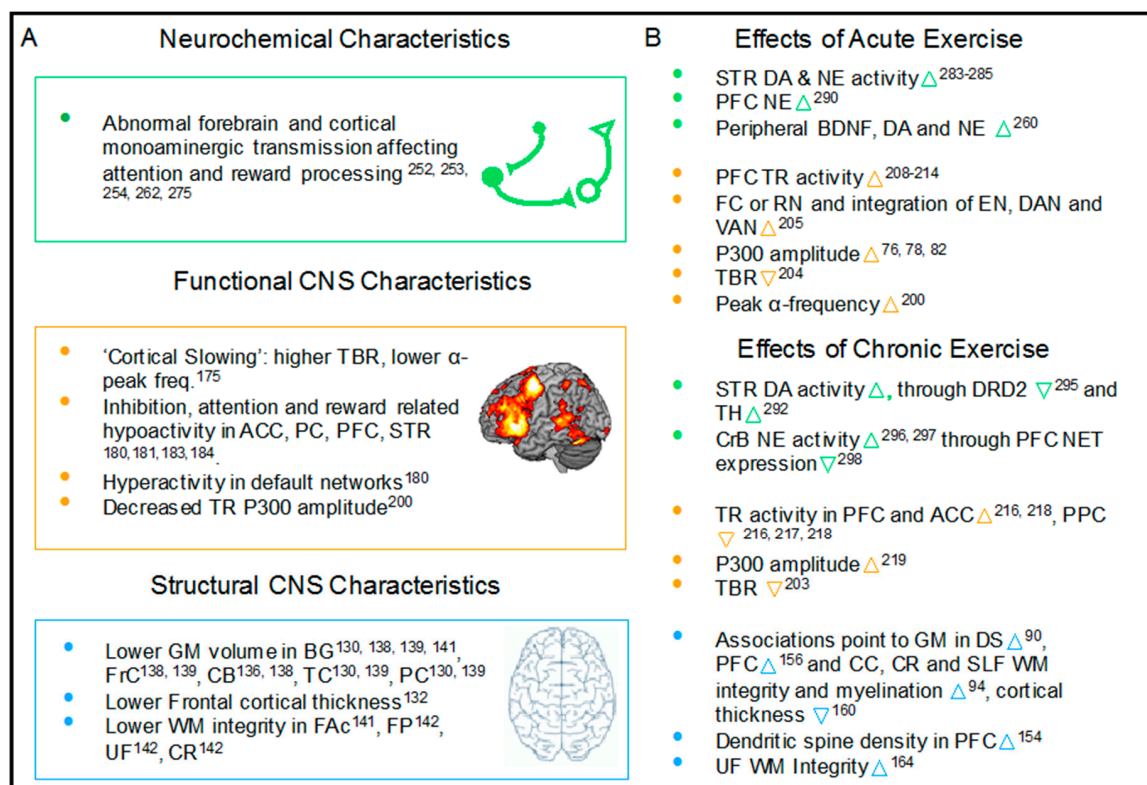 A
Neurochemical Characteristics
• Abnormal forebrain and cortical
monoaminergic transmission affecting
attention and reward processing 252, 253,
254, 262, 275
Functional CNS Characteristics
• ‘Cortical Slowing’: higher TBR, lower α-
peak freq.175
• Inhibition, attention and reward related
hypoactivity in ACC, PC, PFC, STR
180, 181, 183, 184.
• Hyperactivity in default networks180
• Decreased TR P300 amplitude200
Structural CNS Characteristics
• Lower GM volume in BG130, 138, 139, 141,
FrC138, 139, CB136, 138, TC130, 139, PC130, 139
• Lower Frontal cortical thickness132
• Lower WM integrity in FAc141, FP142,
UF142, CR142
B
Effects of Acute Exercise
• STR DA & NE activity △283-285
• PFC NE △290
• Peripheral BDNF, DA and NE △260
• PFC TR activity △208-214
• FC or RN and integration of EN, DAN and
VAN △205
• P300 amplitude △76, 78, 82
• TBR ▽204
• Peak α-frequency △200
Effects of Chronic Exercise
• STR DA activity △, through DRD2 ▽295 and
TH △292
• CrB NE activity △296, 297 through PFC NET
expression ▽298
• TR activity in PFC and ACC △216, 218, PPC
▽ 216, 217, 218
• P300 amplitude △219
• TBR ▽203
• Associations point to GM in DS △90,
PFC △156 and CC, CR and SLF WM
integrity and myelination △94, cortical
thickness ▽160
• Dendritic spine density in PFC △154
• UF WM Integrity △164